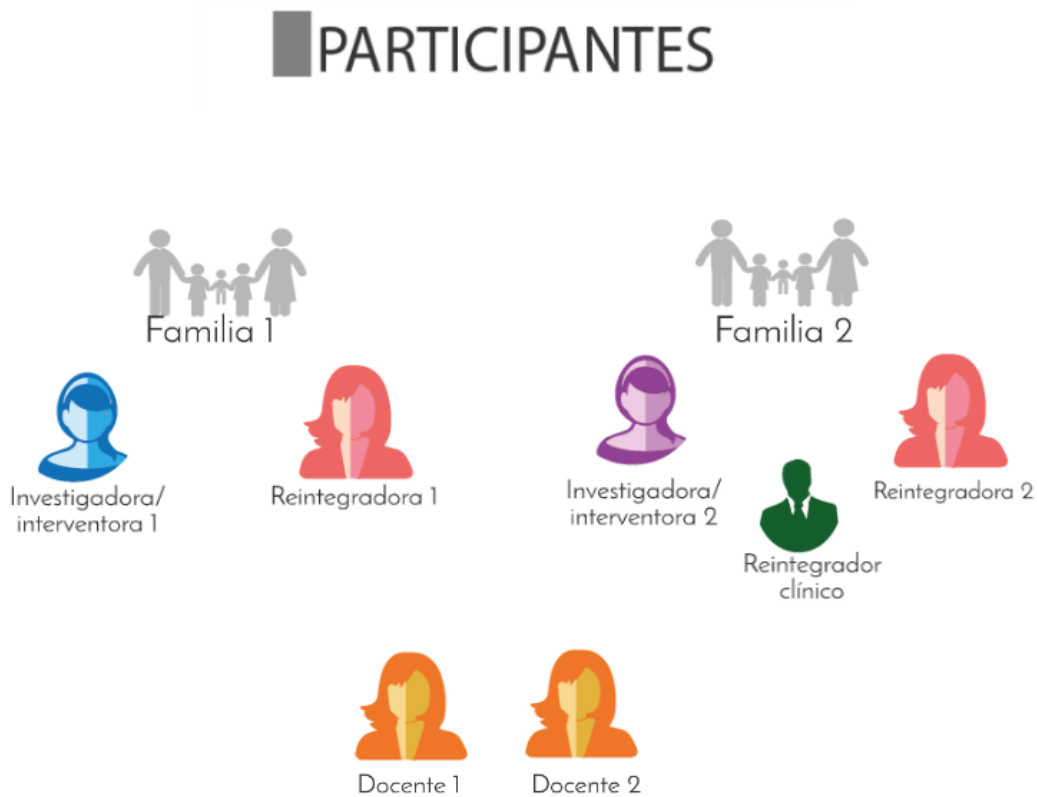 PARTICIPANTES
Familia 1
Familia 2
Investigadora/
interventora 1
Reintegradora 1
Investigadora/
interventora 2
Reintegradora 2
Reintegrador
clínico
Docente 1
Docente 2